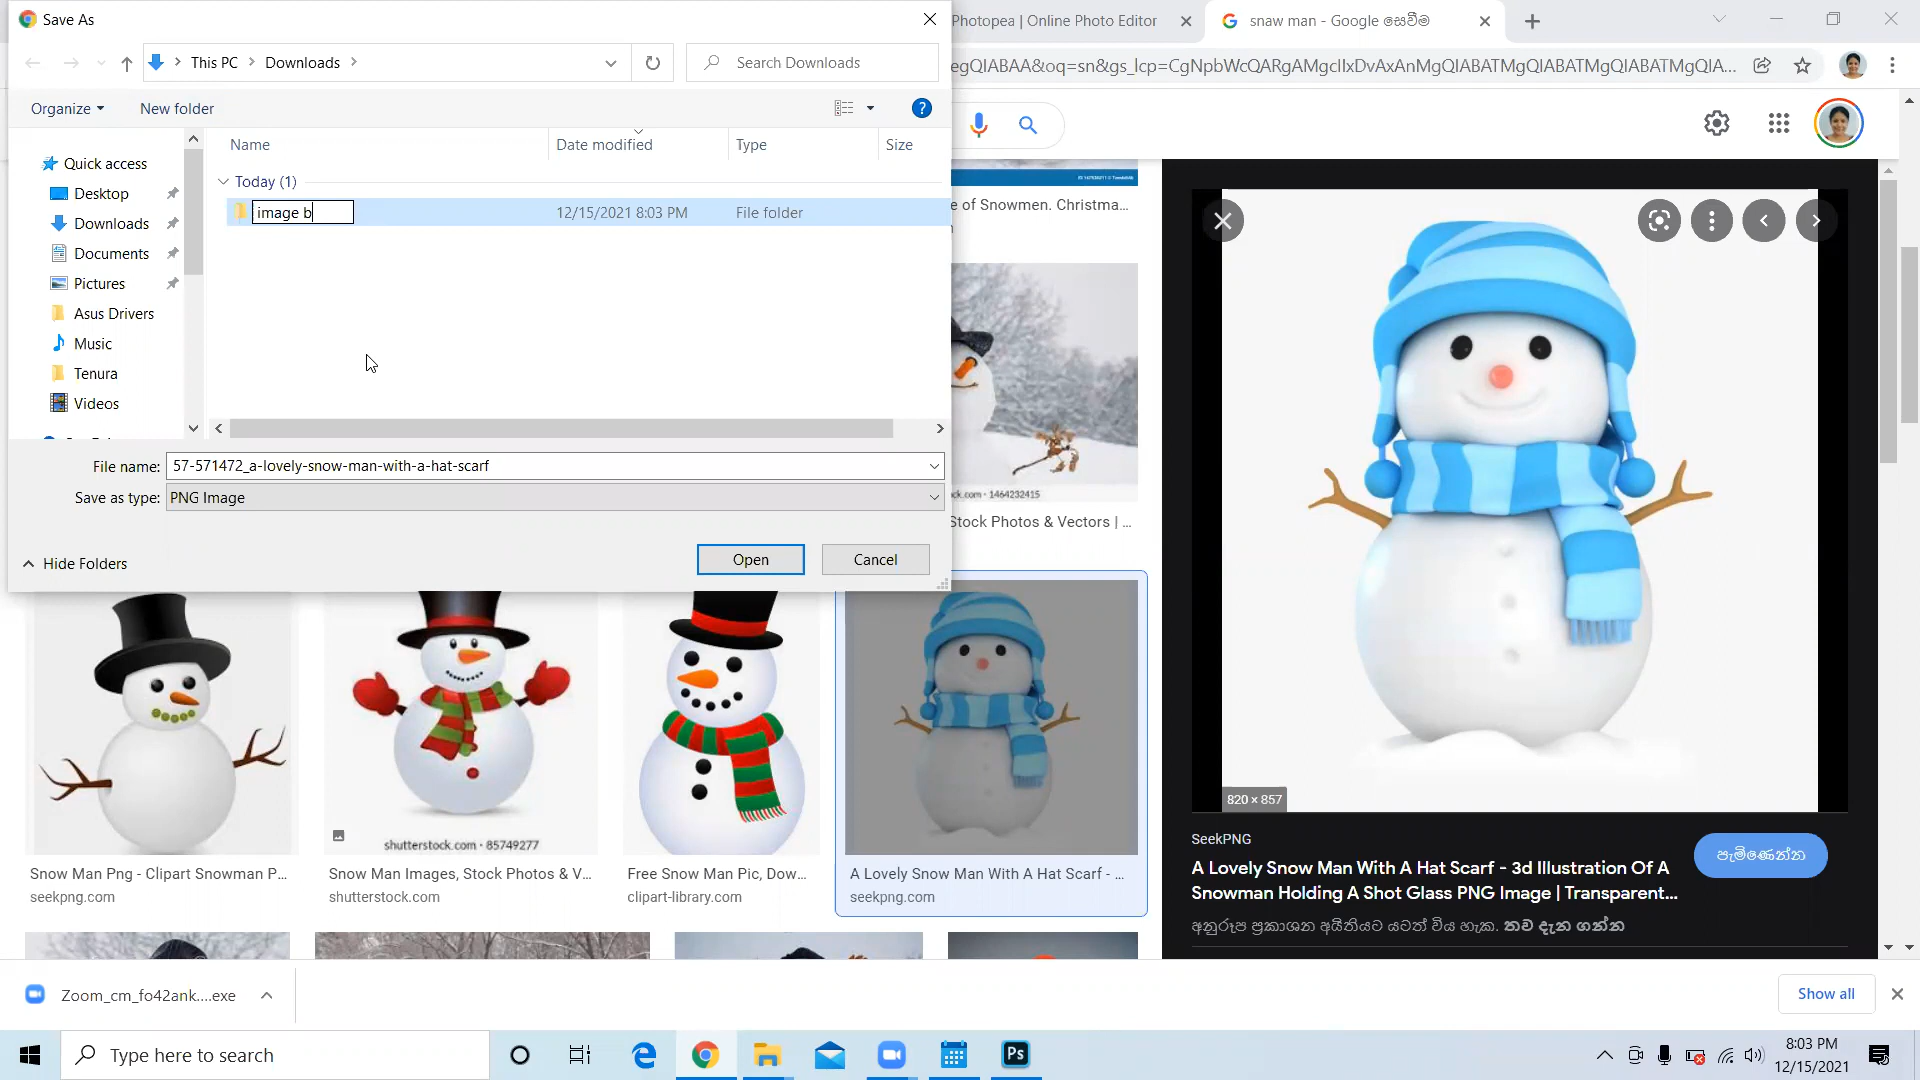 Save As
Photopea | Online Photo Editor
snaw man - Google සෙවීම
This PC > Downloads >
Search Downloads
egQIABAA&oq=sn&gs_lcp=CgNpbWcQARgAMgcIIxDvAxAnMgQIABATMgQIABATMgQIABATMgQIA...
Organize
New folder
Name
Date modified
Type
Size
Quick access
Desktop
Downloads
Documents
Pictures
Asus Drivers
Music
Tenura
Videos
Today (1)
image b
12/15/2021 8:03 PM
File folder
File name:
57-571472_a-lovely-snow-man-with-a-hat-scarf
Save as type:
PNG Image
Hide Folders
Open
Cancel
e of Snowmen. Christma...
ck.com · 1464232415
Stock Photos & Vectors | ...
shutterstock.com · 85749277
Snow Man Png - Clipart Snowman P...
seekpng.com
Snow Man Images, Stock Photos & V...
shutterstock.com
Free Snow Man Pic, Dow...
clipart-library.com
A Lovely Snow Man With A Hat Scarf - ...
seekpng.com
820 × 857
SeekPNG
A Lovely Snow Man With A Hat Scarf - 3d Illustration Of A
Snowman Holding A Shot Glass PNG Image | Transparent...
පැමිණෙන්න
අනුරූප ප්‍රකාශන අයිතියට යටත් විය හැක. තව දැන ගන්න
Zoom_cm_fo42ank....exe
Show all
Type here to search
Ps
8:03 PM
12/15/2021